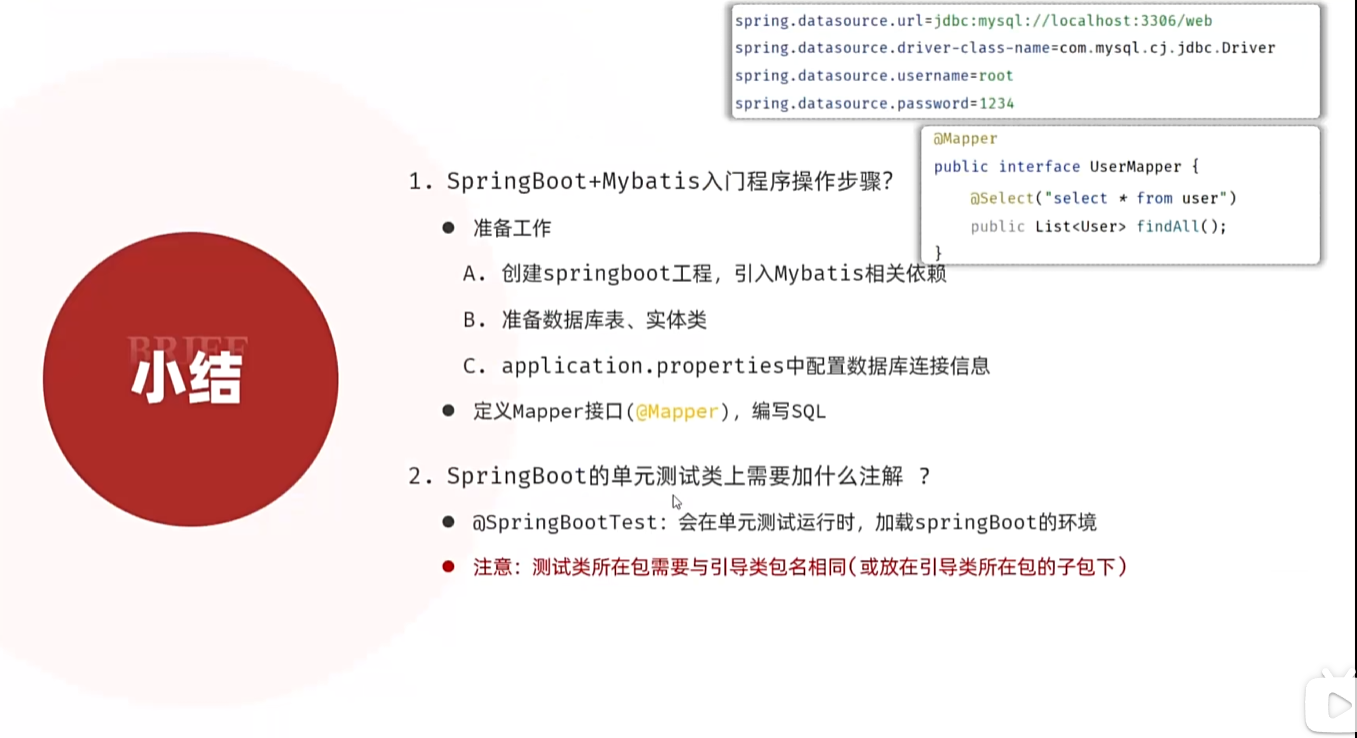 spring.datasource.url=jdbc:mysql://localhost:3306/web
spring.datasource.driver-class-name=com.mysql.cj.jdbc.Driver
spring.datasource.username=root
spring.datasource.password=1234
@Mapper
public interface UserMapper {
@Select("select * from user")
public List<User> findAll();
}
BRIEF
小结
1. SpringBoot+Mybatis入门程序操作步骤？
● 准备工作
A. 创建springboot工程，引入Mybatis相关依赖
B. 准备数据库表、实体类
C. application.properties中配置数据库连接信息
● 定义Mapper接口(@Mapper)，编写SQL
2. SpringBoot的单元测试类上需要加什么注解 ？
● @SpringBootTest：会在单元测试运行时，加载springBoot的环境
● 注意：测试类所在包需要与引导类包名相同(或放在引导类所在包的子包下)